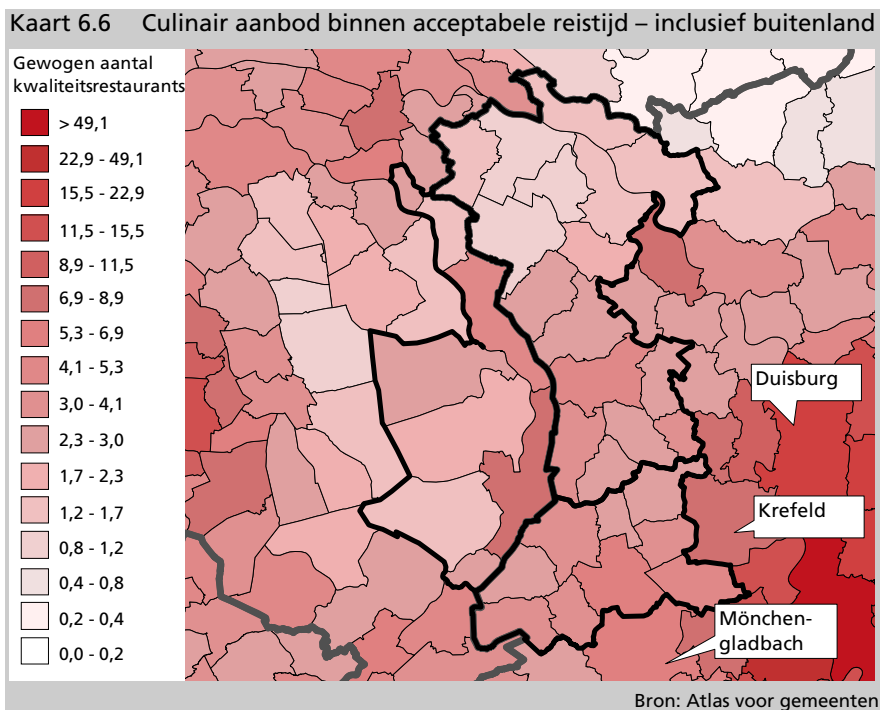 Kaart 6.6 Culinair aanbod binnen acceptabele reistijd – inclusief buitenland
Gewogen aantal
kwaliteitsrestaurants
> 49,1
22,9 - 49,1
15,5 - 22,9
11,5 - 15,5
8,9 - 11,5
6,9 - 8,9
5,3 - 6,9
4,1 - 5,3
3,0 - 4,1
2,3 - 3,0
1,7 - 2,3
1,2 - 1,7
0,8 - 1,2
0,4 - 0,8
0,2 - 0,4
0,0 - 0,2
Duisburg
Krefeld
Mönchen-
gladbach
Bron: Atlas voor gemeenten